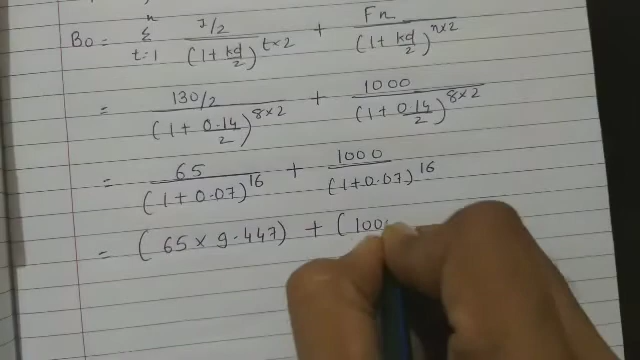 B0 = Σ^n_{t=1} I/2 / (1 + kd/2)^{t×2} + Fn / (1 + kd/2)^{n×2}
= 130/2 / (1 + 0.14/2)^{8×2} + 1000 / (1 + 0.14/2)^{8×2}
= 65 / (1 + 0.07)^{16} + 1000 / (1 + 0.07)^{16}
= (65 × 9.447) + (100